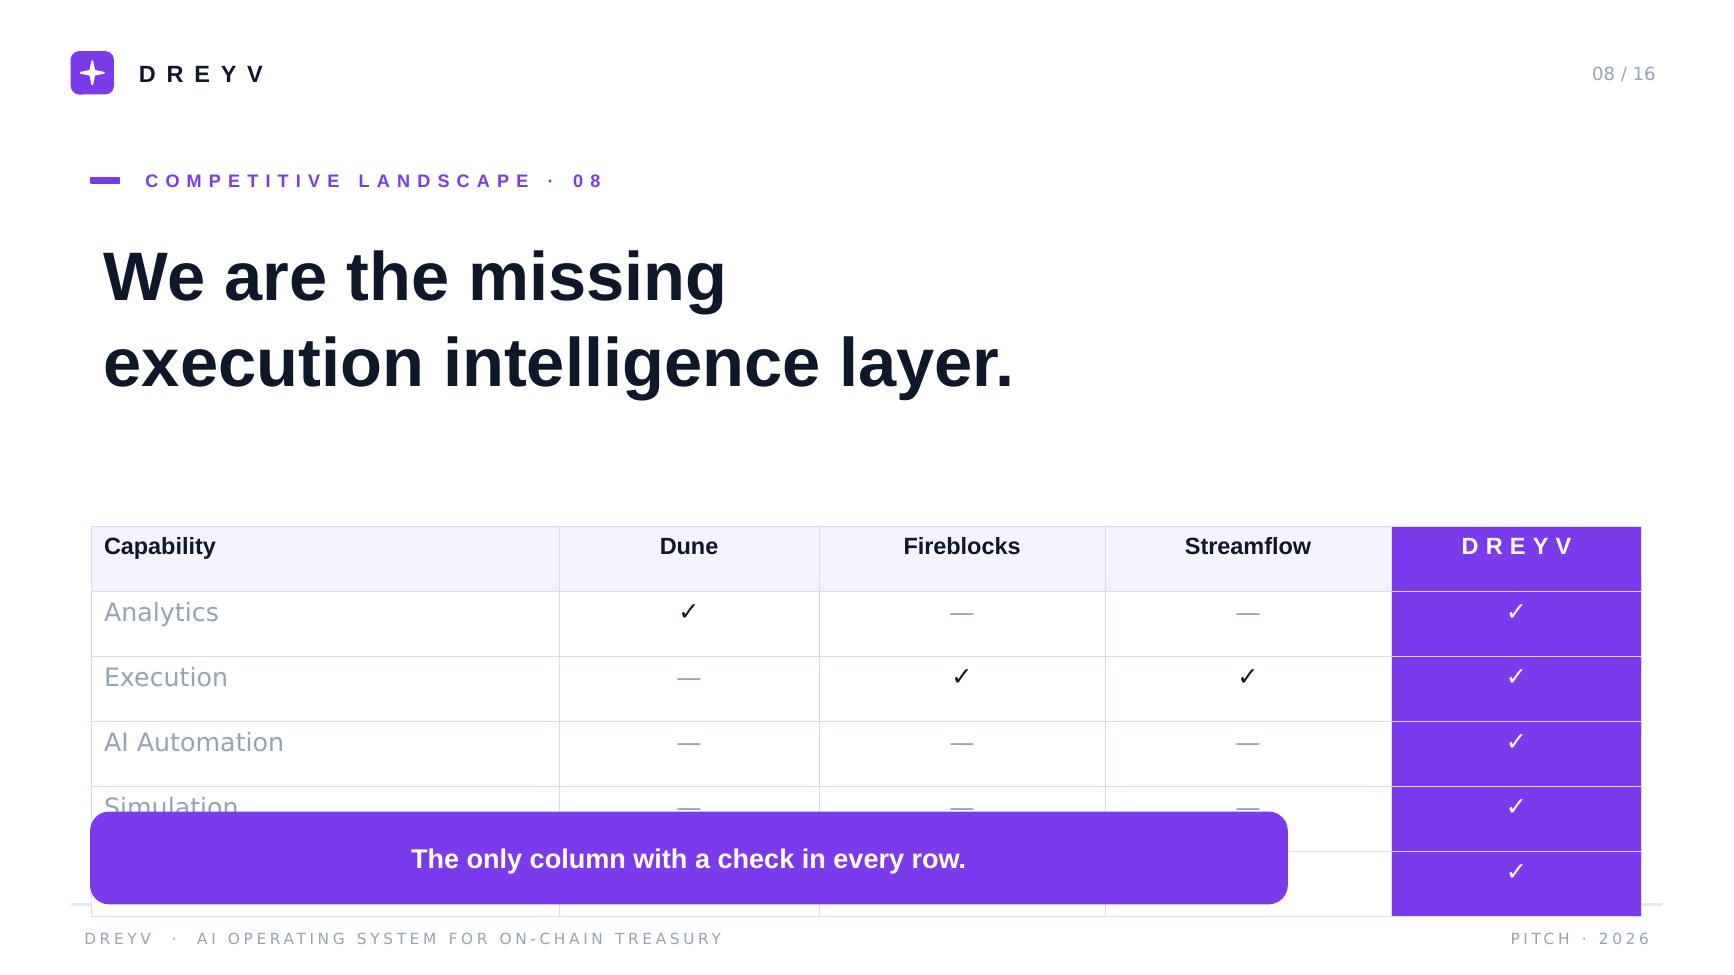 DREYV
08 / 16
COMPETITIVE LANDSCAPE · 08
We are the missing
execution intelligence layer.
Capability Dune Fireblocks Streamflow DREYV
Analytics ✓ — — ✓
Execution — ✓ ✓ ✓
AI Automation — — — ✓
Simulation — — — ✓
✓
The only column with a check in every row.
DREYV · AI OPERATING SYSTEM FOR ON-CHAIN TREASURY
PITCH · 2026